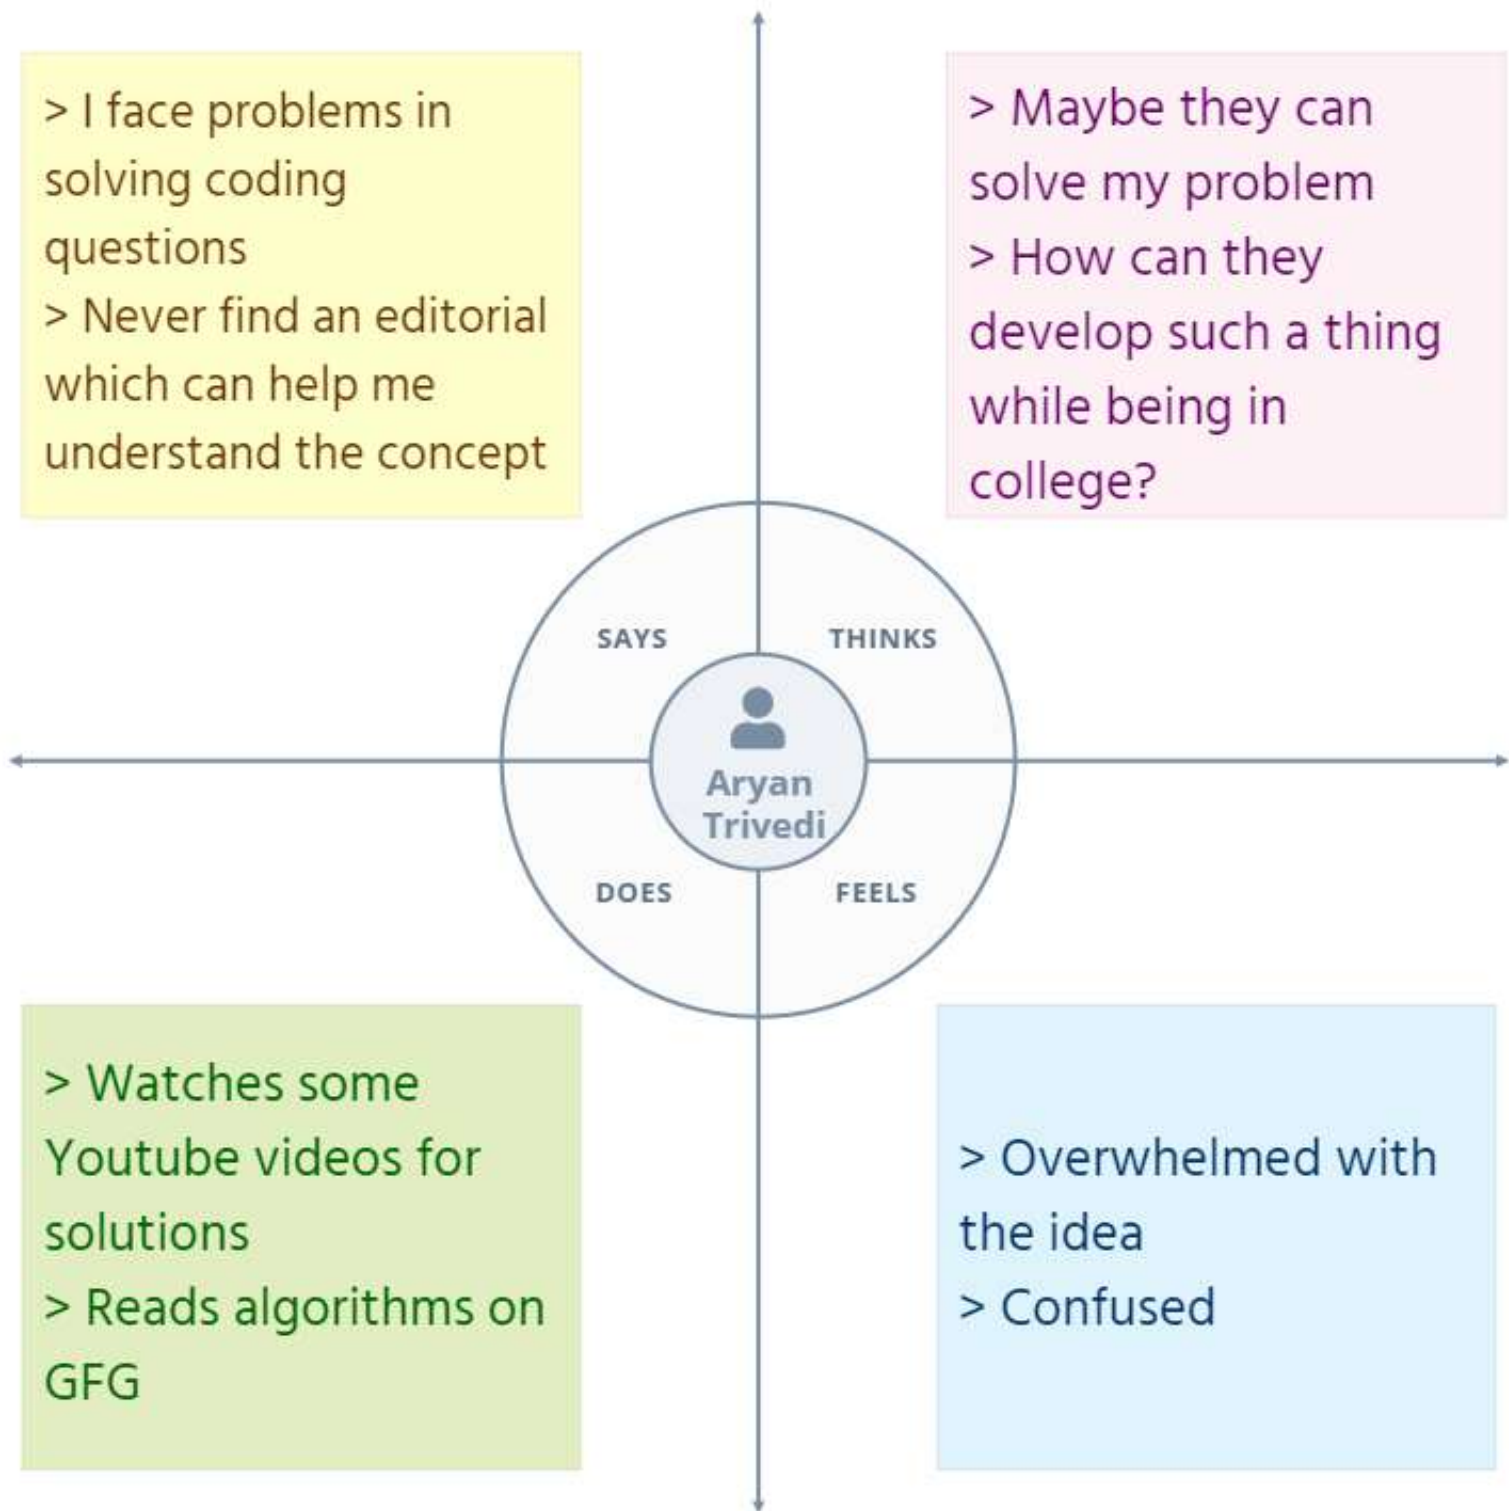 > I face problems in
solving coding
questions
> Never find an editorial
which can help me
understand the concept
> Maybe they can
solve my problem
> How can they
develop such a thing
while being in
college?
SAYS
THINKS
Aryan
Trivedi
DOES
FEELS
> Watches some
Youtube videos for
solutions
> Reads algorithms on
GFG
> Overwhelmed with
the idea
> Confused